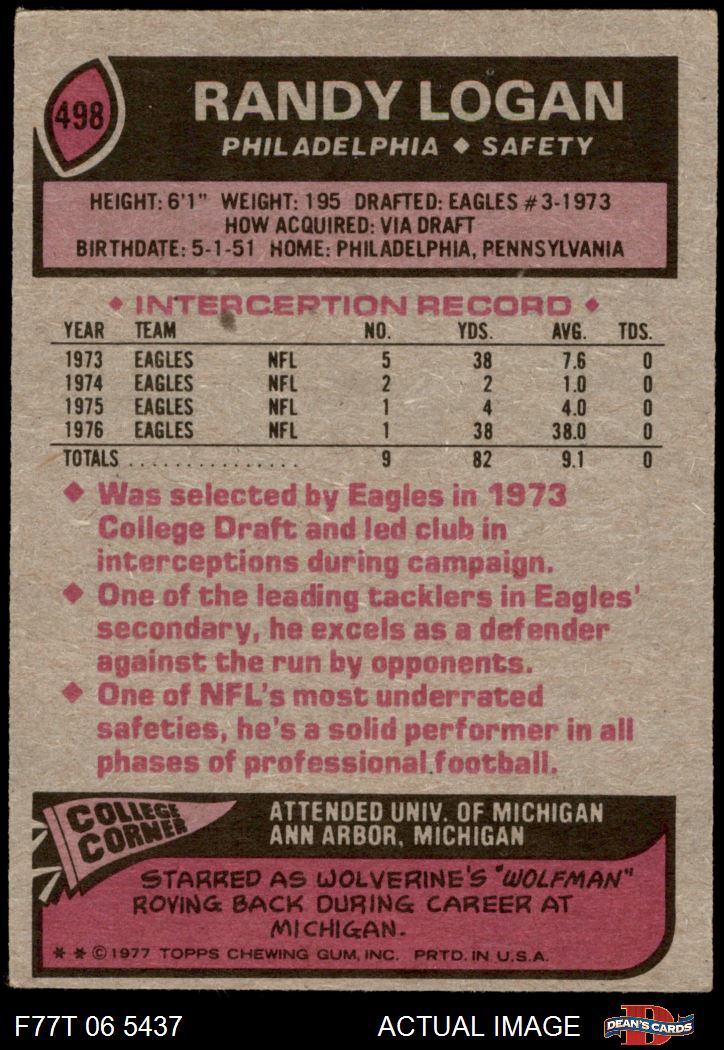 498
RANDY LOGAN
PHILADELPHIA ◆ SAFETY
HEIGHT: 6'1" WEIGHT: 195 DRAFTED: EAGLES #3-1973
HOW ACQUIRED: VIA DRAFT
BIRTHDATE: 5-1-51 HOME: PHILADELPHIA, PENNSYLVANIA
◆ INTERCEPTION RECORD ◆
YEAR TEAM NO. YDS. AVG. TDS.
1973 EAGLES NFL 5 38 7.6 0
1974 EAGLES NFL 2 2 1.0 0
1975 EAGLES NFL 1 4 4.0 0
1976 EAGLES NFL 1 38 38.0 0
TOTALS ............... 9 82 9.1 0
◆ Was selected by Eagles in 1973
College Draft and led club in
interceptions during campaign.
◆ One of the leading tacklers in Eagles'
secondary, he excels as a defender
against the run by opponents.
◆ One of NFL's most underrated
safeties, he's a solid performer in all
phases of professional football.
COLLEGE
CORNER
ATTENDED UNIV. OF MICHIGAN
ANN ARBOR, MICHIGAN
STARRED AS WOLVERINE'S "WOLFMAN"
ROVING BACK DURING CAREER AT
MICHIGAN.
** ©1977 TOPPS CHEWING GUM, INC. PRTD. IN U.S.A.
F77T 06 5437
ACTUAL IMAGE
D
DEAN'S CARDS